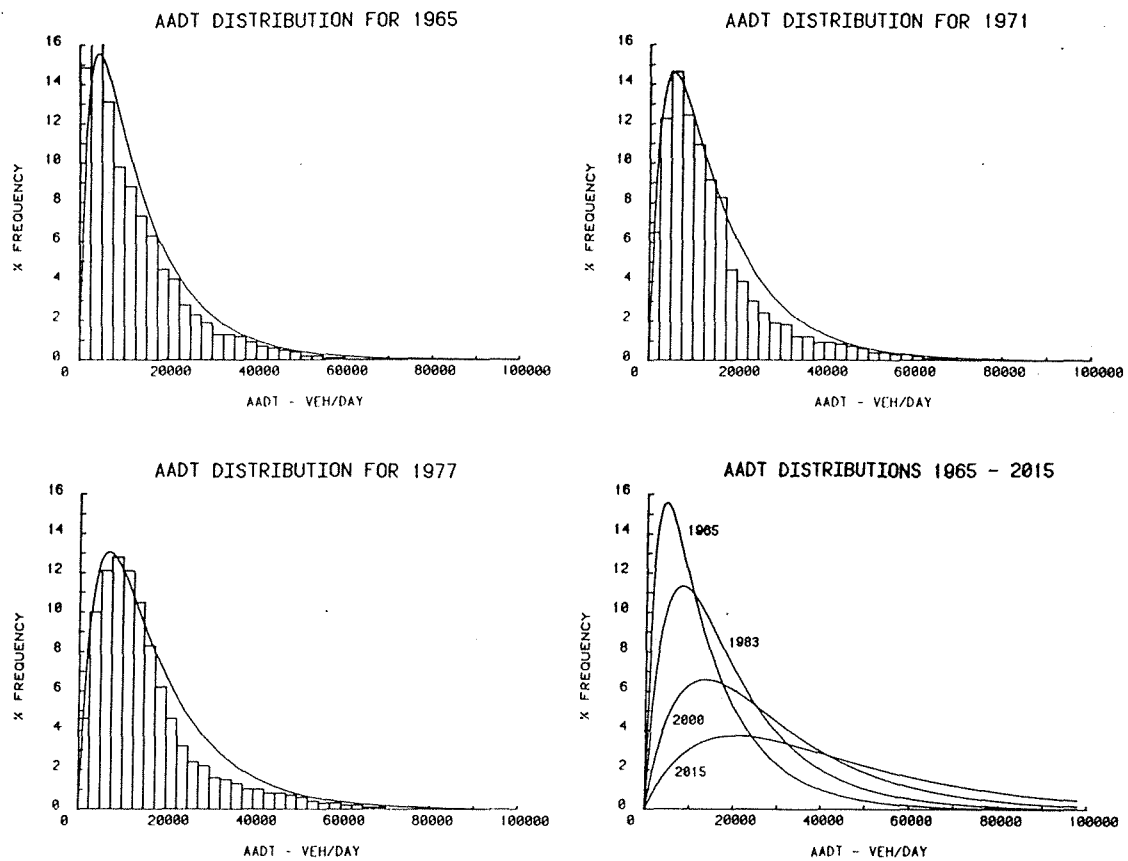 AADT DISTRIBUTION FOR 1965
16
14
12
10
8
6
4
2
0
% FREQUENCY
0 20000 40000 60000 80000 100000
AADT - VEH/DAY
AADT DISTRIBUTION FOR 1971
16
14
12
10
8
6
4
2
0
% FREQUENCY
0 20000 40000 60000 80000 100000
AADT - VEH/DAY
AADT DISTRIBUTION FOR 1977
16
14
12
10
8
6
4
2
0
% FREQUENCY
0 20000 40000 60000 80000 100000
AADT - VEH/DAY
AADT DISTRIBUTIONS 1965 - 2015
16
14
12
10
8
6
4
2
0
% FREQUENCY
1965
1983
2000
2015
0 20000 40000 60000 80000 100000
AADT - VEH/DAY